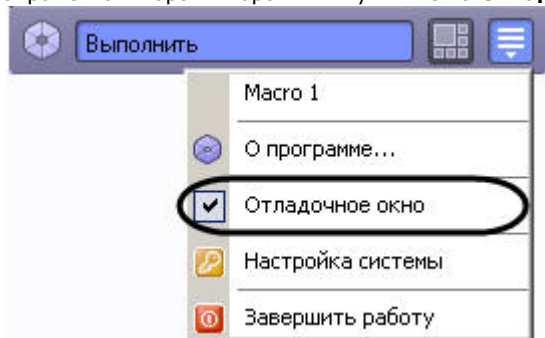 Выполнить
Macro 1
О программе...
Отладочное окно
Настройка системы
Завершить работу